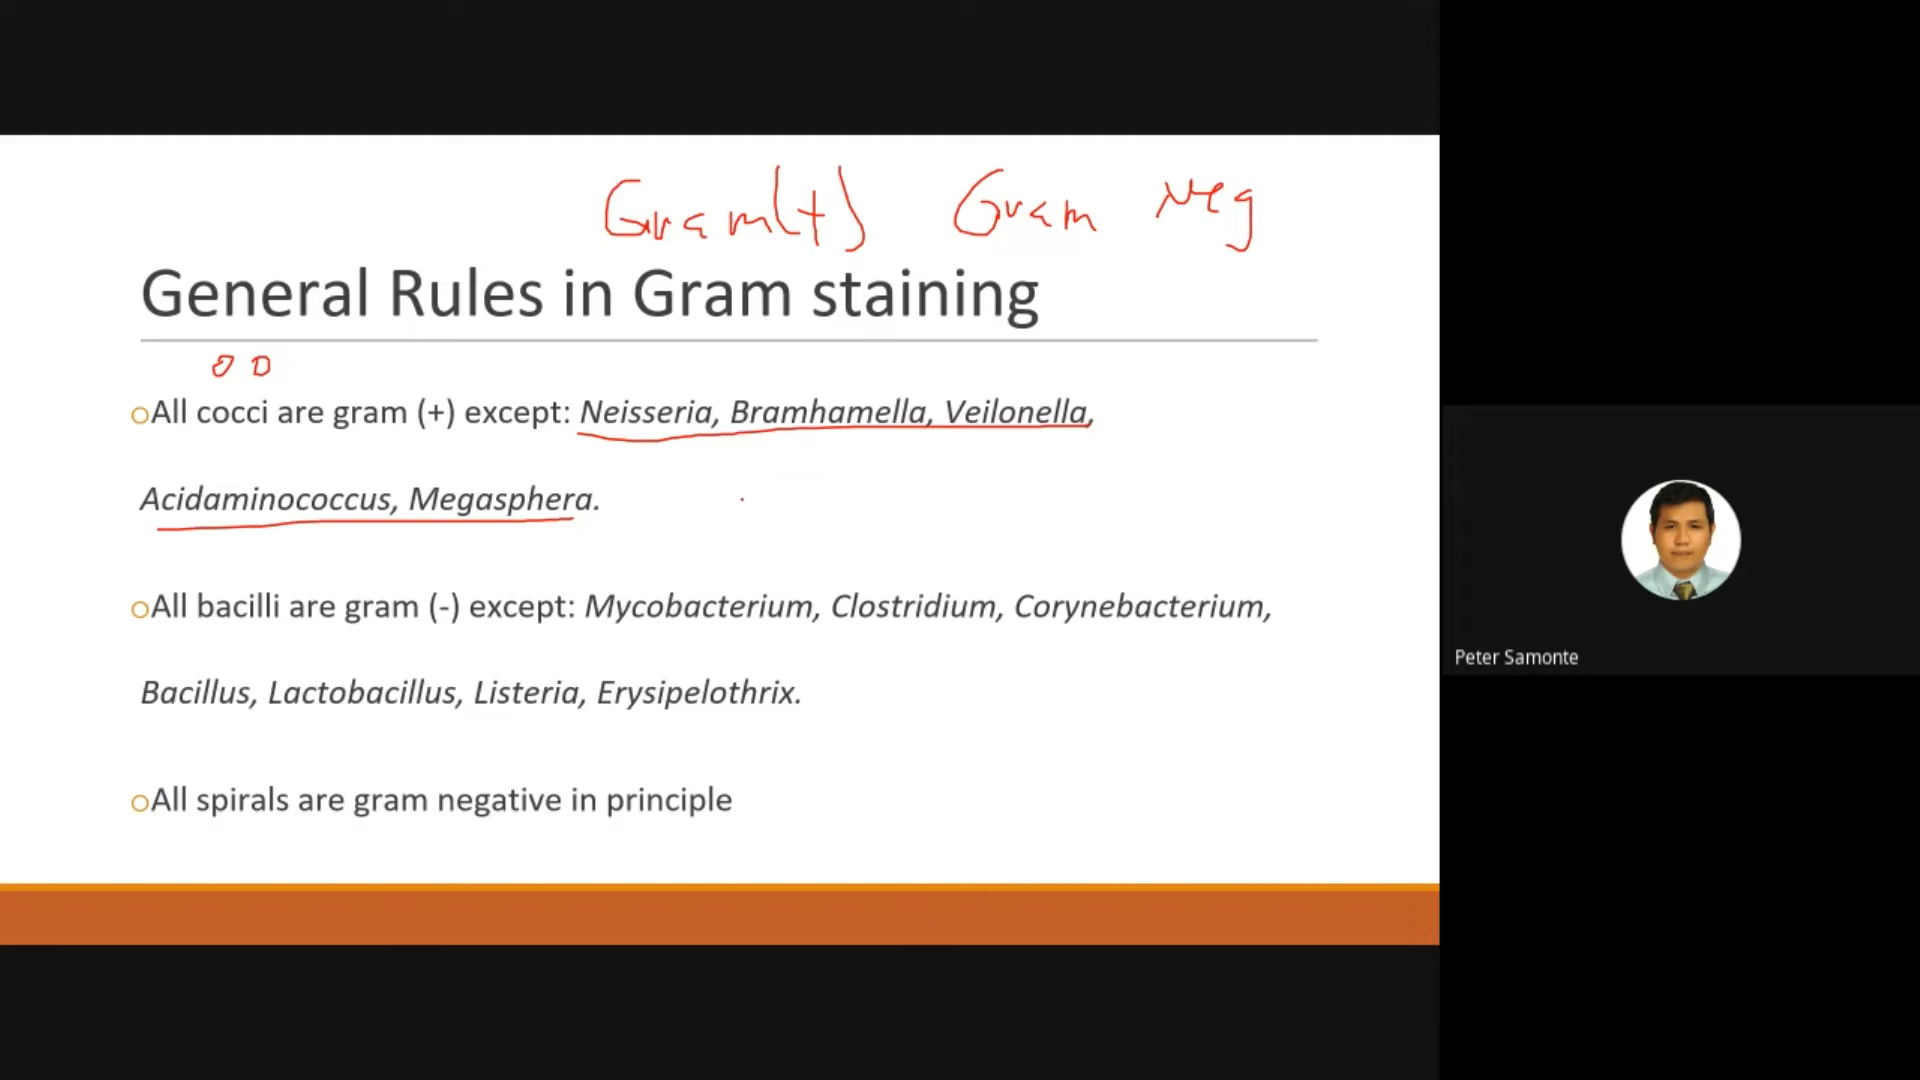 Gram(+) Gram Neg
General Rules in Gram staining
All cocci are gram (+) except: Neisseria, Bramhamella, Veilonella,
Acidaminococcus, Megasphera.
All bacilli are gram (-) except: Mycobacterium, Clostridium, Corynebacterium,
Bacillus, Lactobacillus, Listeria, Erysipelothrix.
All spirals are gram negative in principle
Peter Samonte